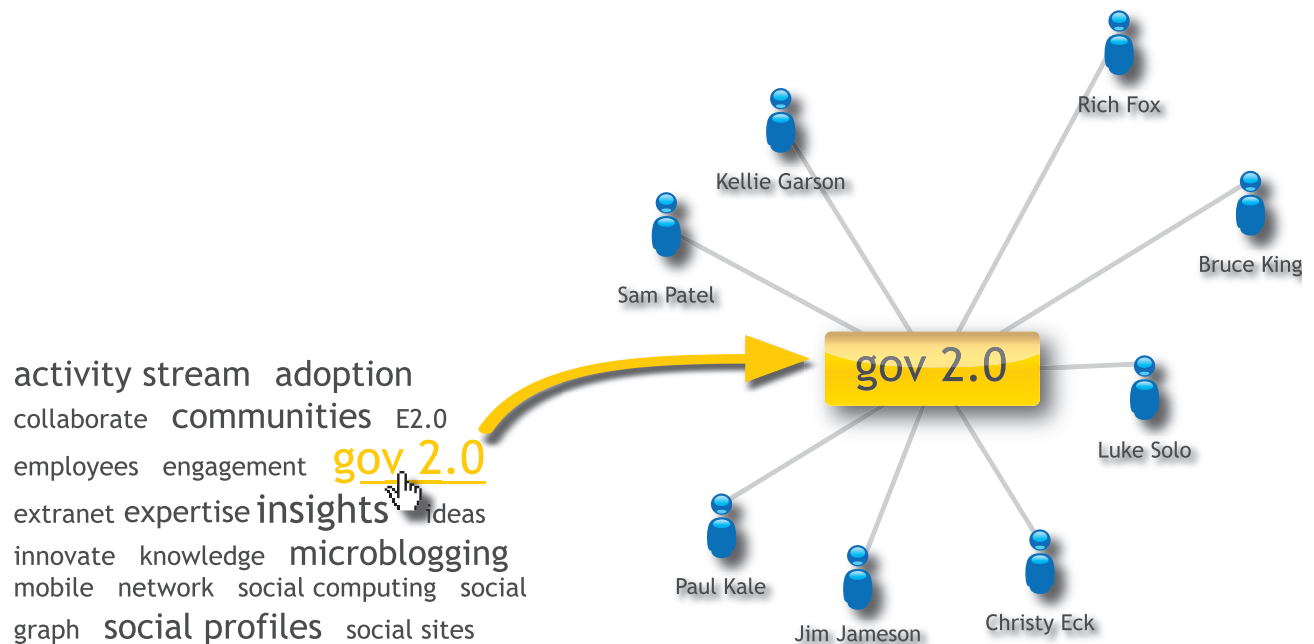 Rich Fox
Kellie Garson
Bruce King
Sam Patel
gov 2.0
Luke Solo
Paul Kale
Christy Eck
Jim Jameson
activity stream adoption
collaborate communities E2.0
employees engagement gov 2.0
extranet expertise insights ideas
innovate knowledge microblogging
mobile network social computing social
graph social profiles social sites